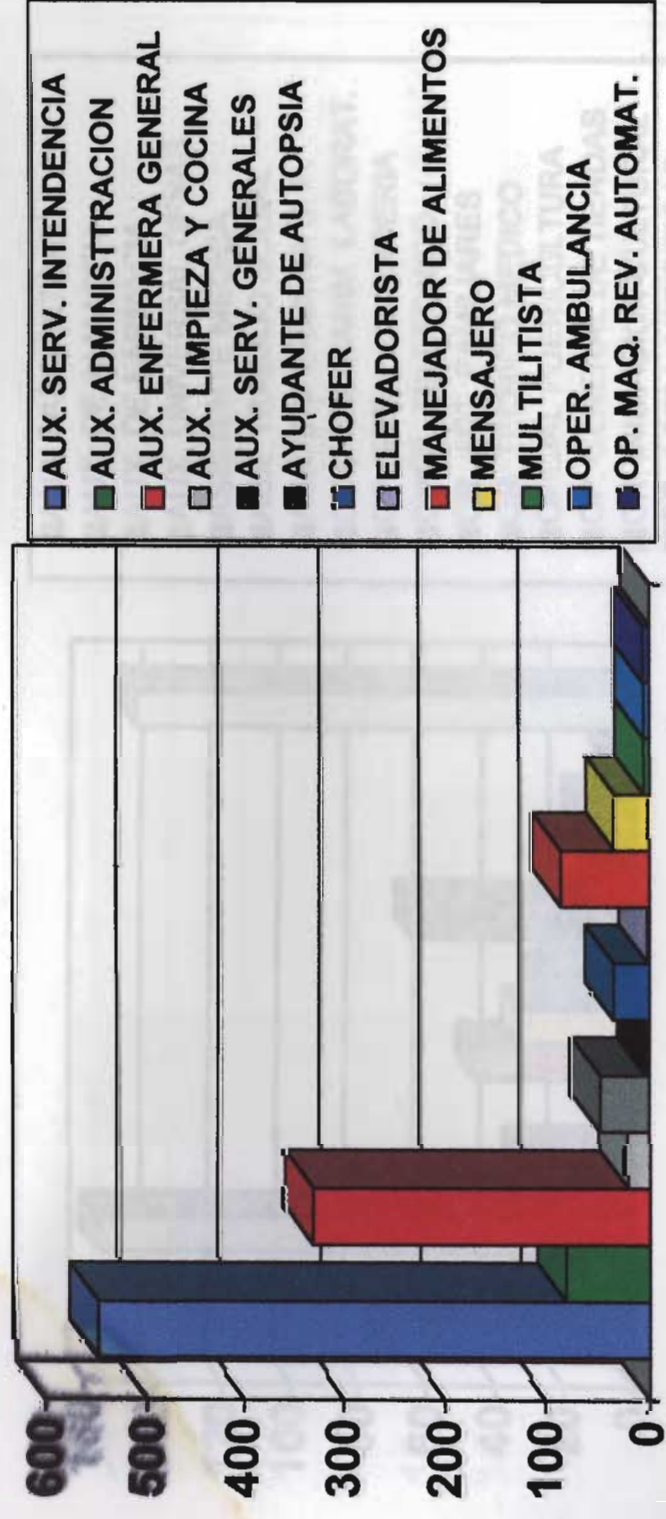 600
500
400
300
200
100
0
AUX. SERV. INTENDENCIA
AUX. ADMINISTTRACION
AUX. ENFERMERA GENERAL
AUX. LIMPIEZA Y COCINA
AUX. SERV. GENERALES
AYUDANTE DE AUTOPSIA
CHOFER
ELEVADORISTA
MANEJADOR DE ALIMENTOS
MENSAJERO
MULTILITISTA
OPER. AMBULANCIA
OP. MAQ. REV. AUTOMAT.